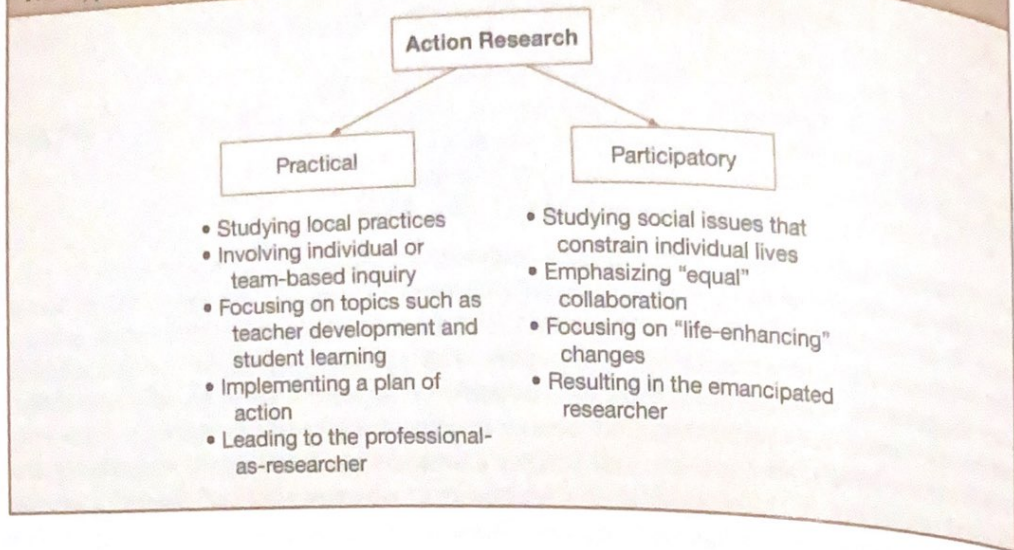 Action Research
Practical
• Studying local practices
• Involving individual or
team-based inquiry
• Focusing on topics such as
teacher development and
student learning
• Implementing a plan of
action
• Leading to the professional-
as-researcher
Participatory
• Studying social issues that
constrain individual lives
• Emphasizing "equal"
collaboration
• Focusing on "life-enhancing"
changes
• Resulting in the emancipated
researcher